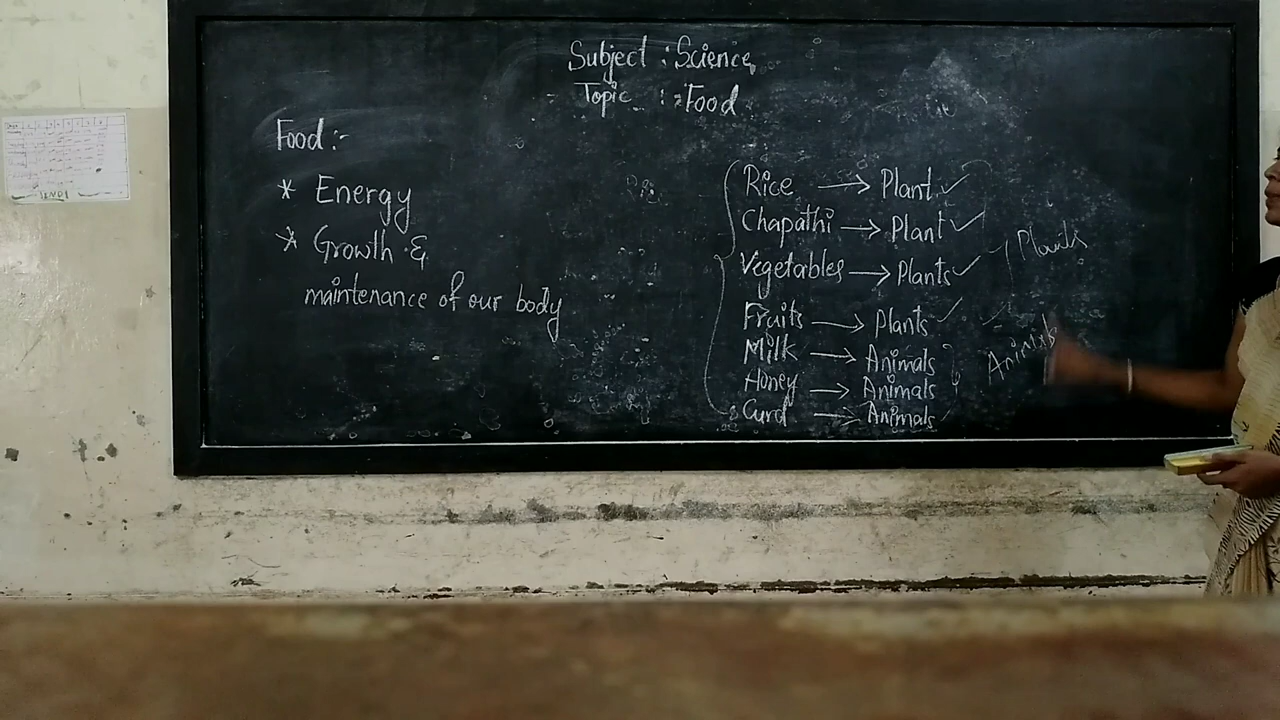 Subject : Science
Topic : Food
Food :-
* Energy
* Growth &
maintenance of our body
Rice → Plant ✓
Chapathi → Plant ✓
Vegetables → Plants ✓
Plants
Fruits → Plants ✓
Milk → Animals
Honey → Animals
Curd → Animals
Animals